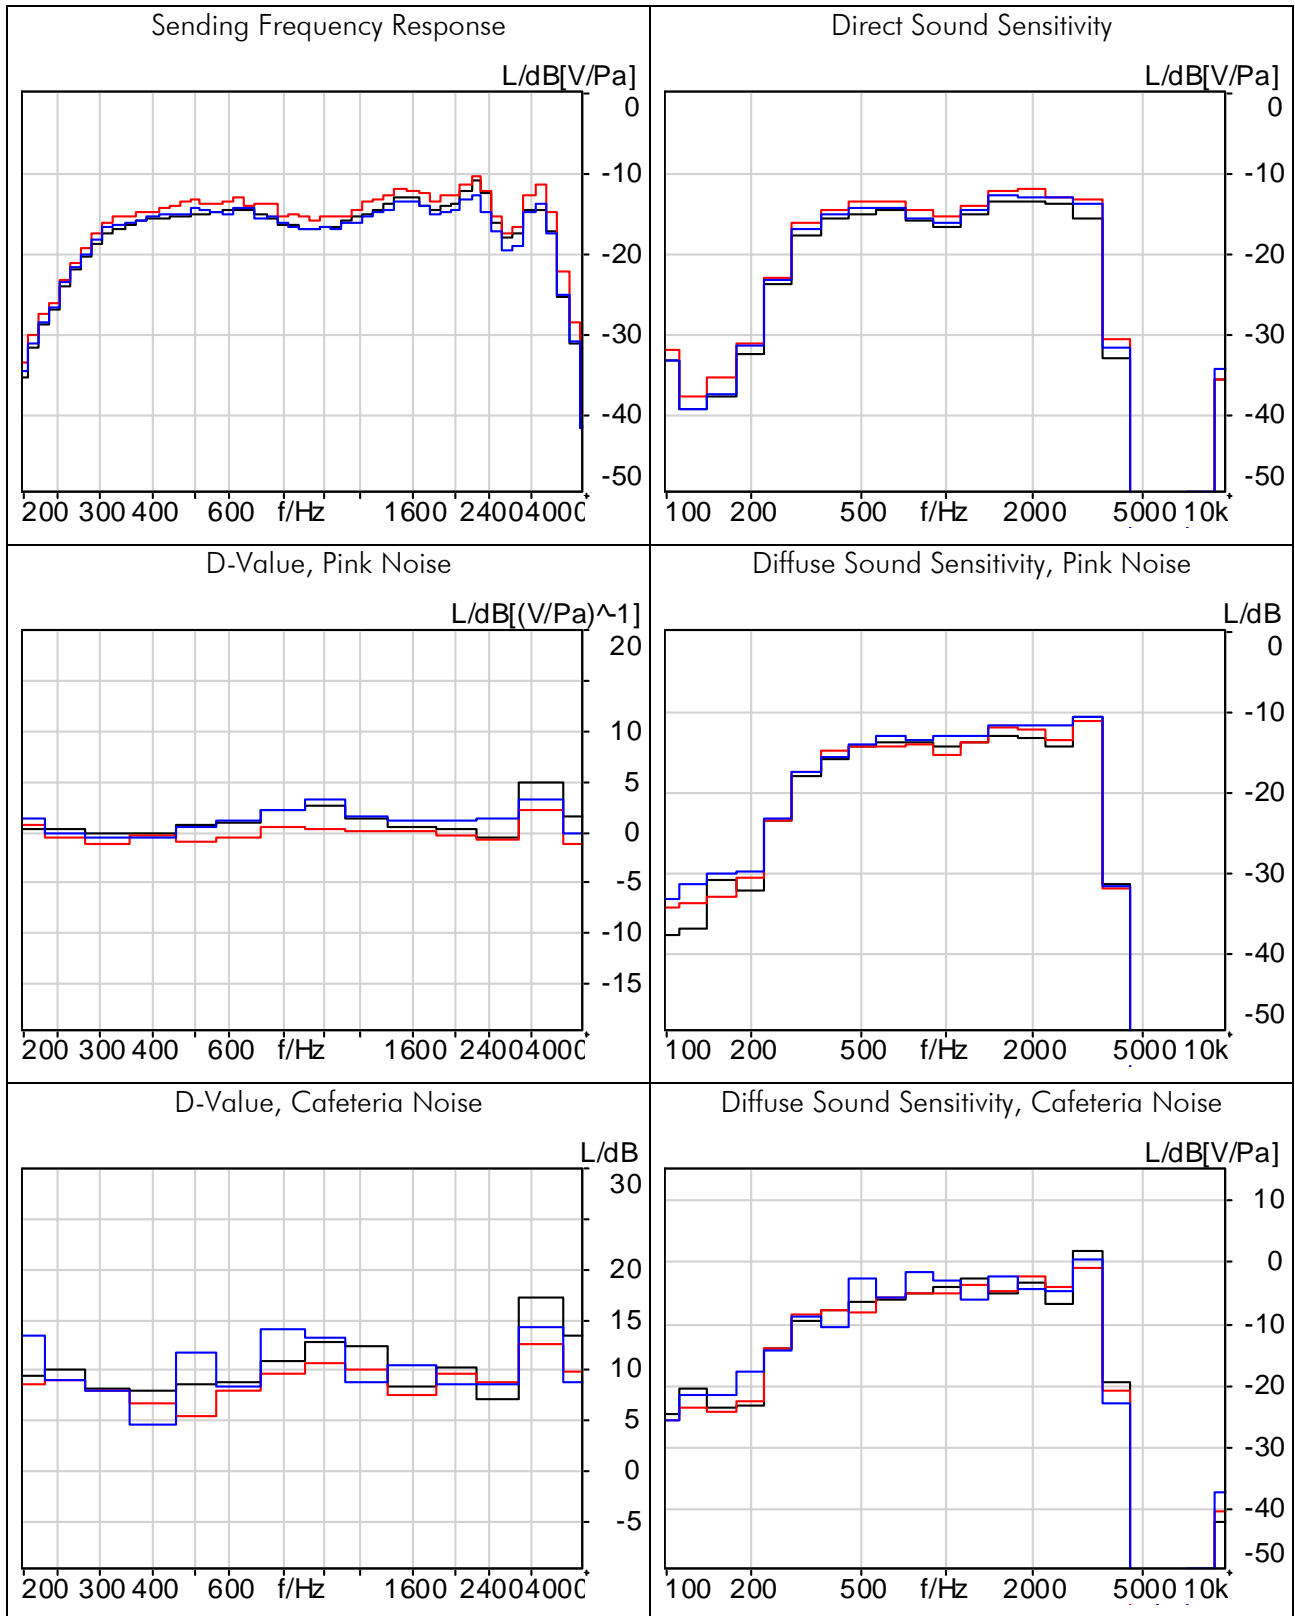 Sending Frequency Response
L/dB[V/Pa]
0
-10
-20
-30
-40
-50
200 300 400 600 f/Hz 1600 2400 4000
Direct Sound Sensitivity
L/dB[V/Pa]
0
-10
-20
-30
-40
-50
100 200 500 f/Hz 2000 5000 10k
D-Value, Pink Noise
L/dB[(V/Pa)^-1]
20
10
5
0
-5
-10
-15
200 300 400 600 f/Hz 1600 2400 4000
Diffuse Sound Sensitivity, Pink Noise
L/dB
0
-10
-20
-30
-40
-50
100 200 500 f/Hz 2000 5000 10k
D-Value, Cafeteria Noise
L/dB
30
20
15
10
5
0
-5
200 300 400 600 f/Hz 1600 2400 4000
Diffuse Sound Sensitivity, Cafeteria Noise
L/dB[V/Pa]
10
0
-10
-20
-30
-40
-50
100 200 500 f/Hz 2000 5000 10k